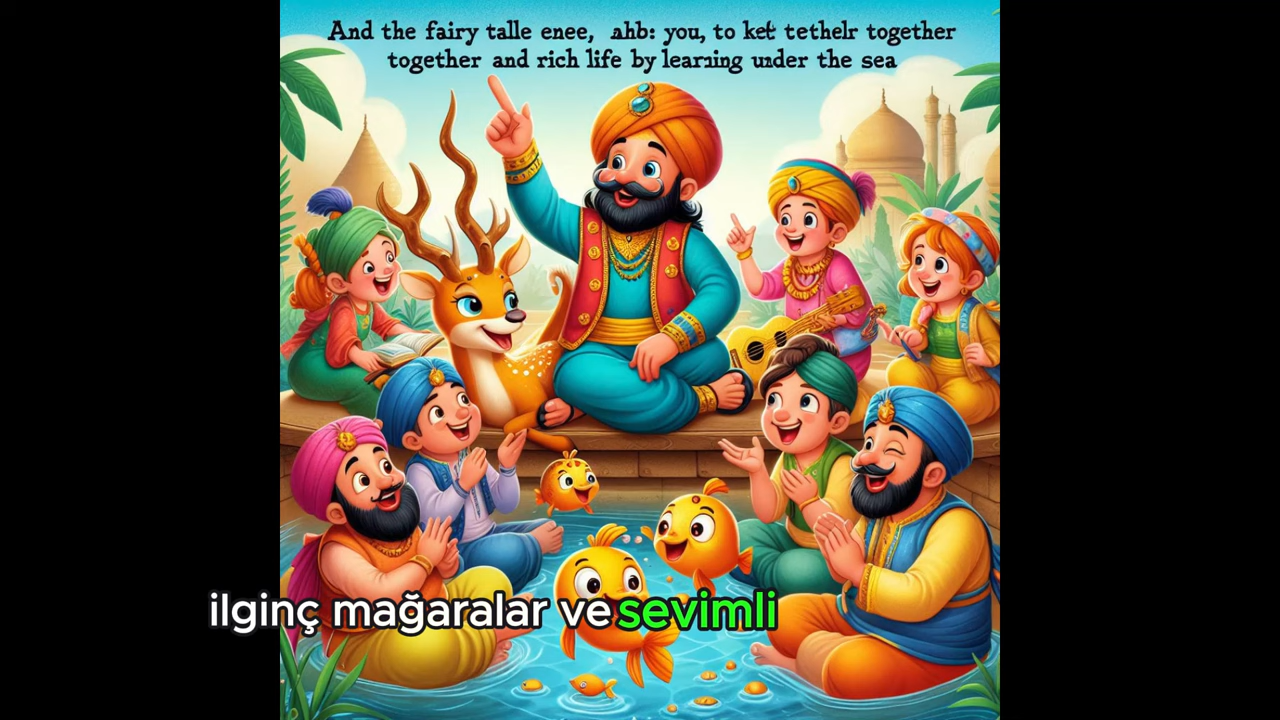 And the fairy talle enee, ahb: you, to ket tethelr together
together and rich life by learning under the sea
ilginç mağaralar ve sevimli